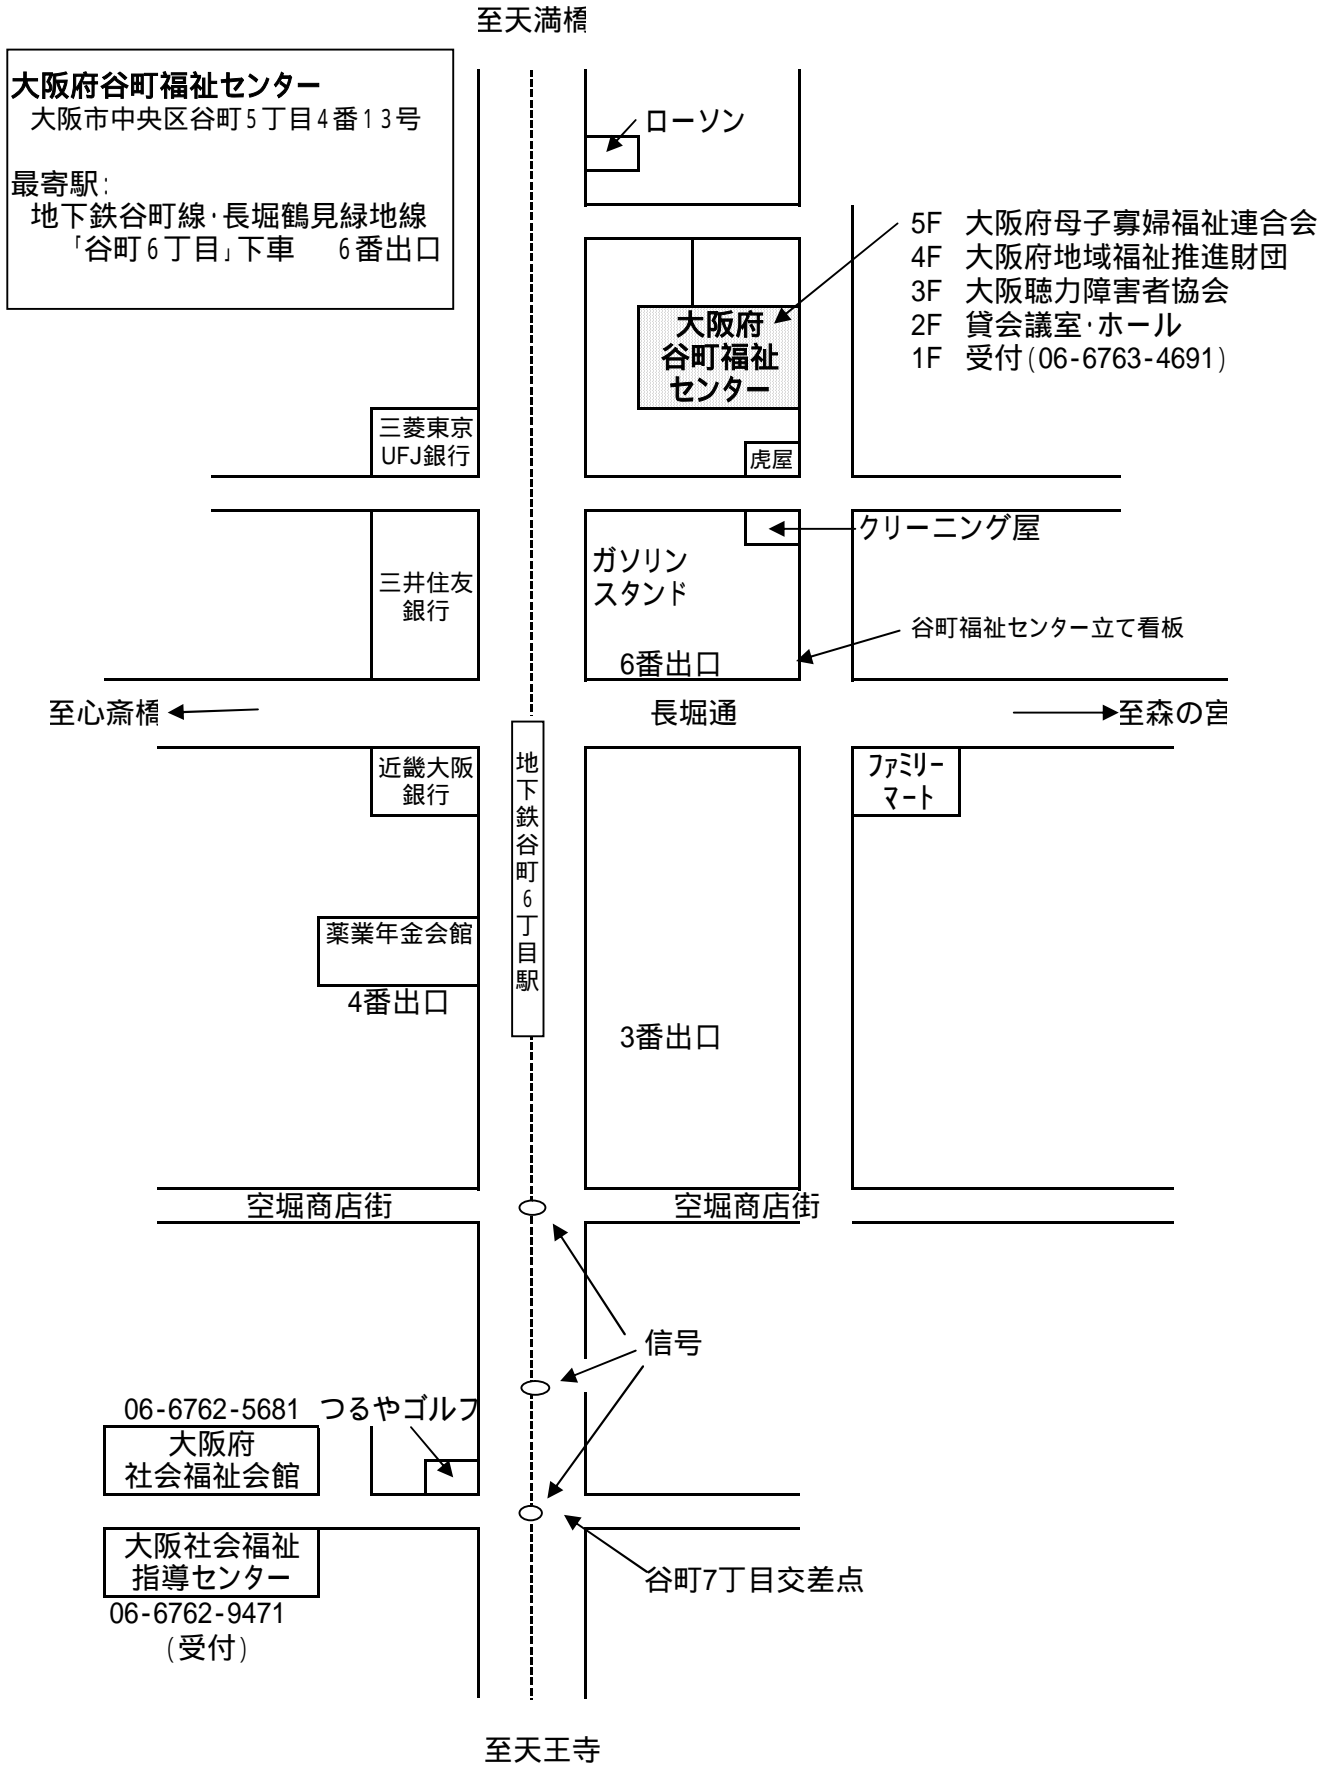 至天満橋
大阪府谷町福祉センター
大阪市中央区谷町5丁目4番13号
最寄駅:
地下鉄谷町線・長堀鶴見緑地線
「谷町6丁目」下車 6番出口
ローソン
5F 大阪府母子寡婦福祉連合会
4F 大阪府地域福祉推進財団
3F 大阪聴力障害者協会
2F 貸会議室・ホール
1F 受付(06-6763-4691)
大阪府
谷町福祉
センター
三菱東京
UFJ銀行
虎屋
クリーニング屋
ガソリン
スタンド
三井住友
銀行
谷町福祉センター立て看板
6番出口
至心斎橋
長堀通
至森の宮
近畿大阪
銀行
地下鉄谷町6丁目駅
ファミリー
マート
薬業年金会館
4番出口
3番出口
空堀商店街
空堀商店街
信号
06-6762-5681
つるやゴルフ
大阪府
社会福祉会館
大阪社会福祉
指導センター
谷町7丁目交差点
06-6762-9471
(受付)
至天王寺